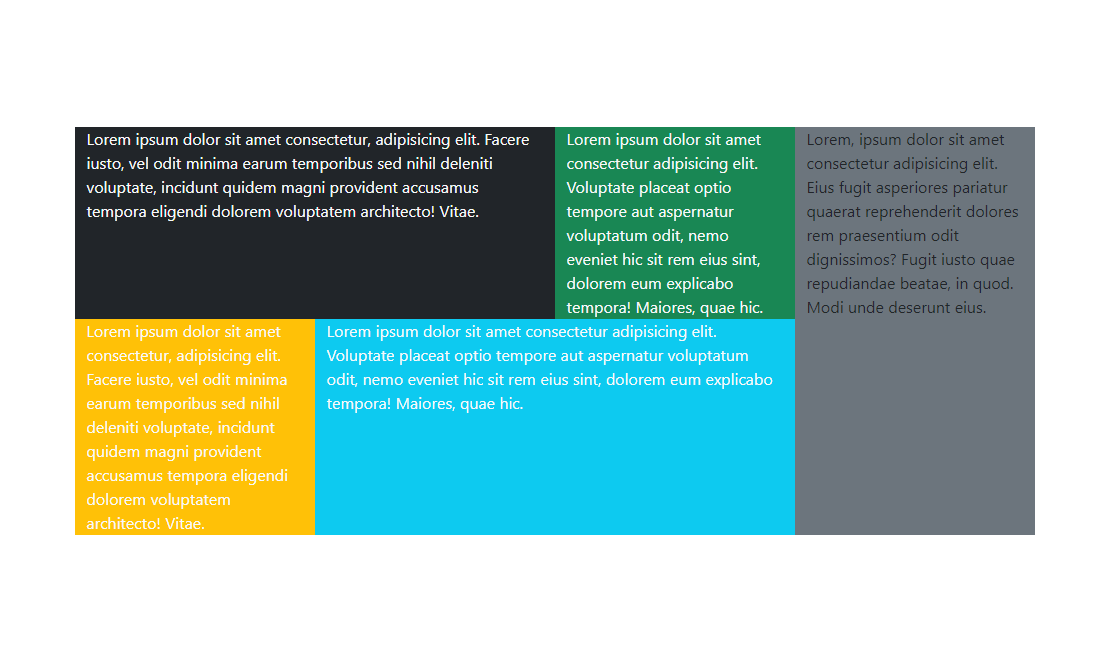 Lorem ipsum dolor sit amet consectetur, adipisicing elit. Facere
iusto, vel odit minima earum temporibus sed nihil deleniti
voluptate, incidunt quidem magni provident accusamus
tempora eligendi dolorem voluptatem architecto! Vitae.
Lorem ipsum dolor sit amet
consectetur adipisicing elit.
Voluptate placeat optio
tempore aut aspernatur
voluptatum odit, nemo
eveniet hic sit rem eius sint,
dolorem eum explicabo
tempora! Maiores, quae hic.
Lorem, ipsum dolor sit amet
consectetur adipisicing elit.
Eius fugit asperiores pariatur
quaerat reprehenderit dolores
rem praesentium odit
dignissimos? Fugit iusto quae
repudiandae beatae, in quod.
Modi unde deserunt eius.
Lorem ipsum dolor sit amet
consectetur, adipisicing elit.
Facere iusto, vel odit minima
earum temporibus sed nihil
deleniti voluptate, incidunt
quidem magni provident
accusamus tempora eligendi
dolorem voluptatem
architecto! Vitae.
Lorem ipsum dolor sit amet consectetur adipisicing elit.
Voluptate placeat optio tempore aut aspernatur voluptatum
odit, nemo eveniet hic sit rem eius sint, dolorem eum explicabo
tempora! Maiores, quae hic.